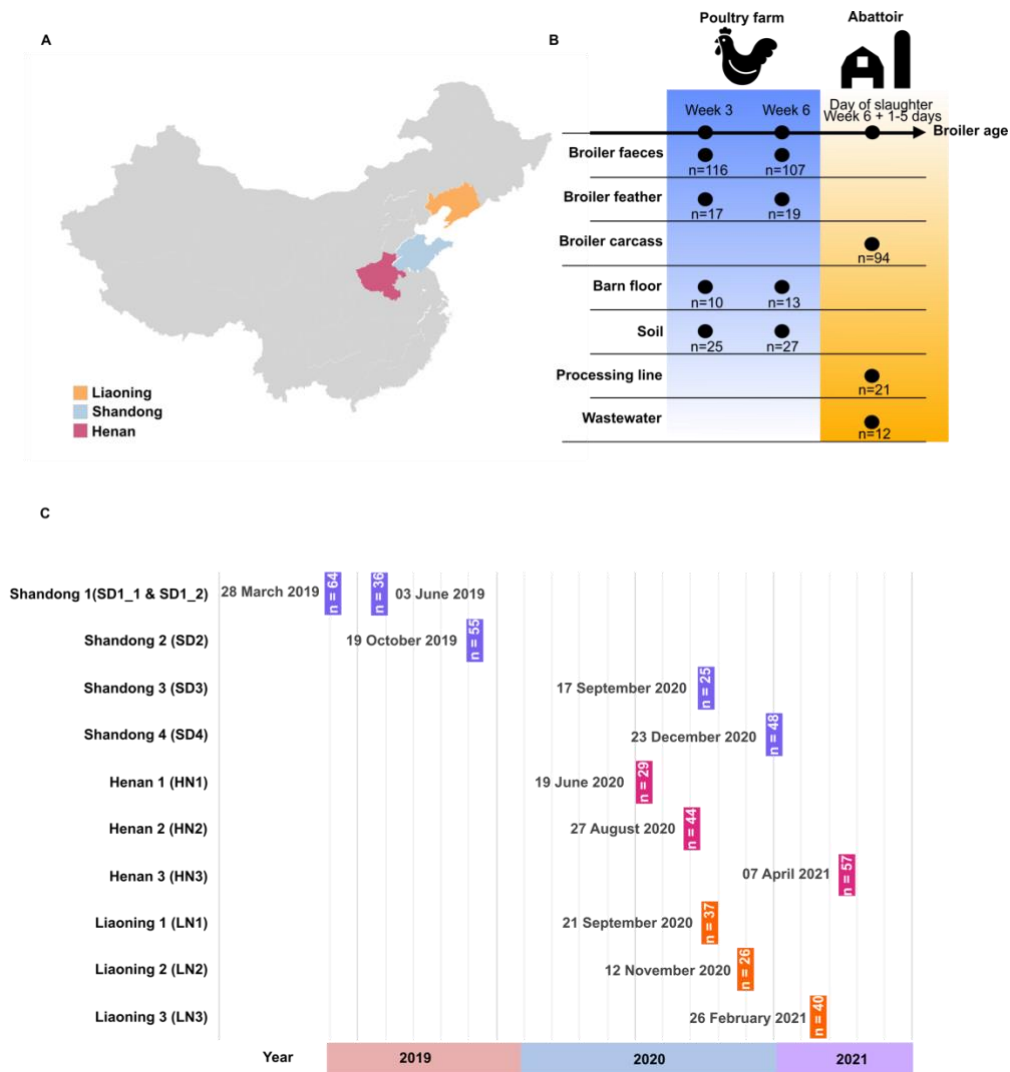 A
Liaoning
Shandong
Henan
B
Poultry farm
Abattoir
Week 3
Week 6
Day of slaughter
Week 6 + 1-5 days
Broiler age
Broiler faeces
n=116
n=107
Broiler feather
n=17
n=19
Broiler carcass
n=94
Barn floor
n=10
n=13
Soil
n=25
n=27
Processing line
n=21
Wastewater
n=12
C
Shandong 1(SD1_1 & SD1_2)
28 March 2019
n = 64
n = 36
03 June 2019
Shandong 2 (SD2)
19 October 2019
n = 55
Shandong 3 (SD3)
17 September 2020
n = 25
Shandong 4 (SD4)
23 December 2020
n = 48
Henan 1 (HN1)
19 June 2020
n = 29
Henan 2 (HN2)
27 August 2020
n = 44
Henan 3 (HN3)
07 April 2021
n = 57
Liaoning 1 (LN1)
21 September 2020
n = 37
Liaoning 2 (LN2)
12 November 2020
n = 26
Liaoning 3 (LN3)
26 February 2021
n = 40
Year
2019
2020
2021